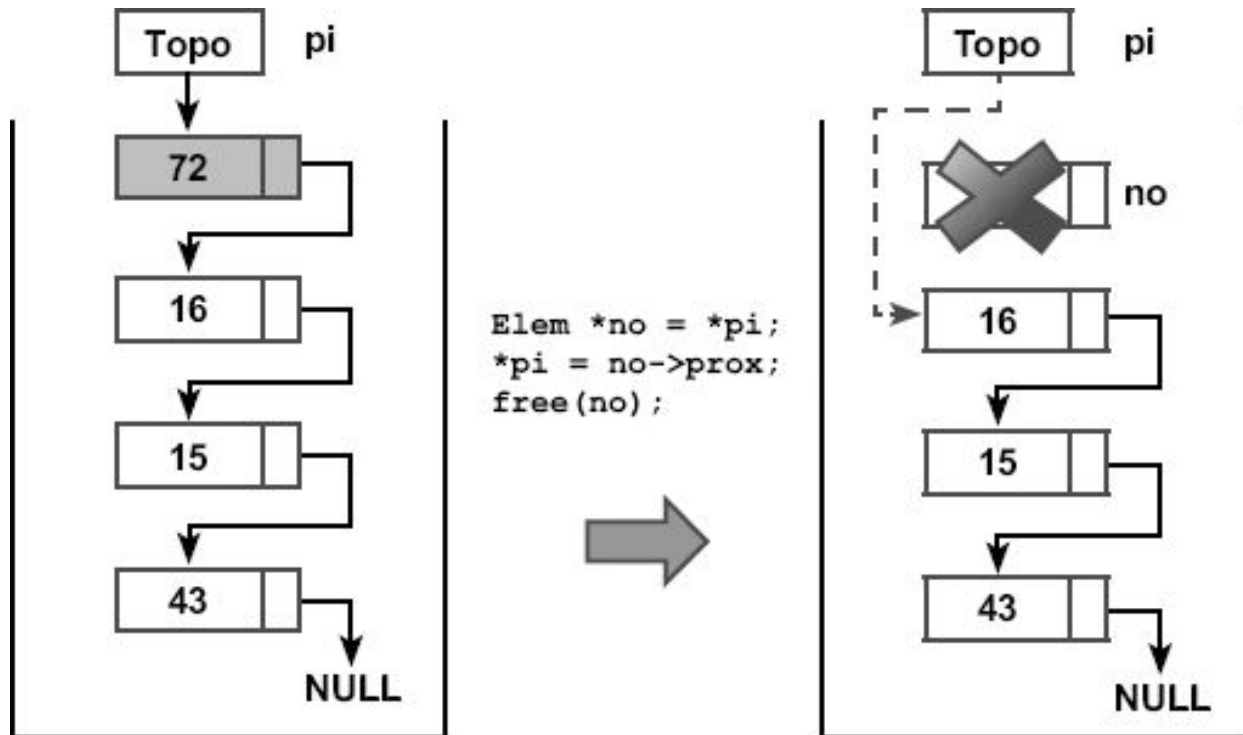 Topo pi
72
16
15
43
NULL
Elem *no = *pi;
*pi = no->prox;
free(no);
Topo pi
no
16
15
43
NULL